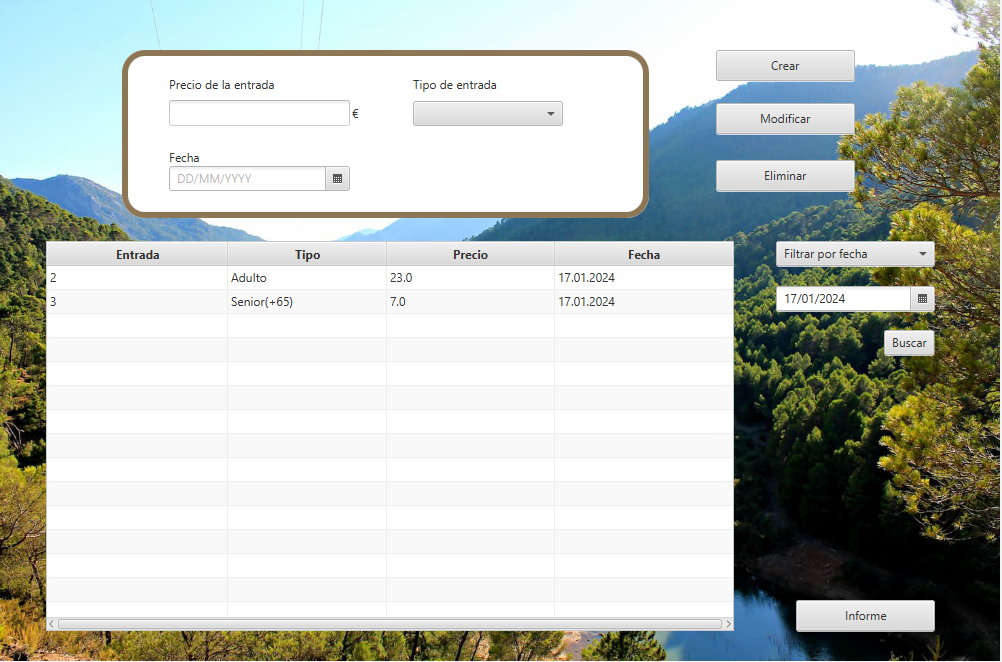 Precio de la entrada
Tipo de entrada
€
Fecha
DD/MM/YYYY
Crear
Modificar
Eliminar
Entrada Tipo Precio Fecha
2 Adulto 23.0 17.01.2024
3 Senior(+65) 7.0 17.01.2024
Filtrar por fecha
17/01/2024
Buscar
Informe